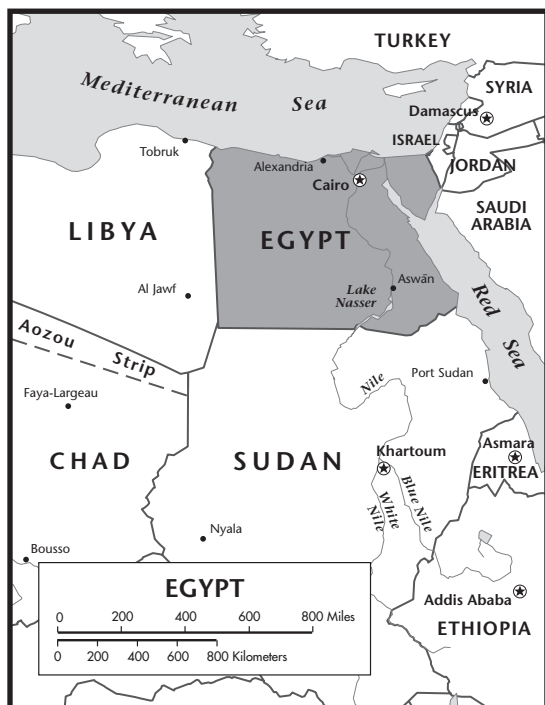 TURKEY
Mediterranean Sea
SYRIA
Damascus
ISRAEL
Tobruk
Alexandria
JORDAN
Cairo
SAUDI
ARABIA
LIBYA
EGYPT
Al Jawf
Lake
Nasser
Aswān
Red Sea
Aozou Strip
Nile
Port Sudan
Faya-Largeau
CHAD
SUDAN
Khartoum
Asmara
ERITREA
White Nile
Blue Nile
Nyala
Bousso
Addis Ababa
ETHIOPIA
EGYPT
0 200 400 600 800 Miles
0 200 400 600 800 Kilometers